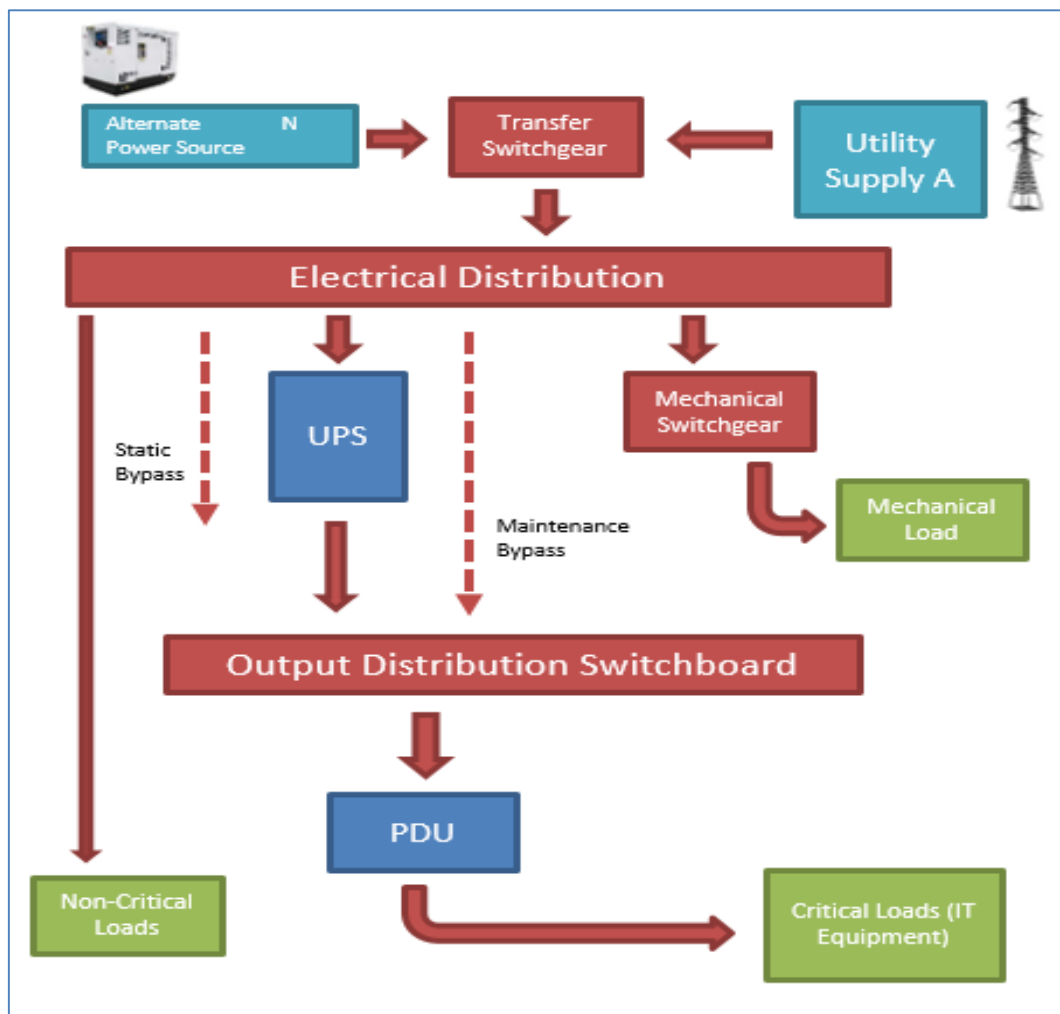 Alternate N
Power Source
Transfer
Switchgear
Utility
Supply A
Electrical Distribution
UPS
Mechanical
Switchgear
Static
Bypass
Maintenance
Bypass
Mechanical
Load
Output Distribution Switchboard
PDU
Non-Critical
Loads
Critical Loads (IT
Equipment)